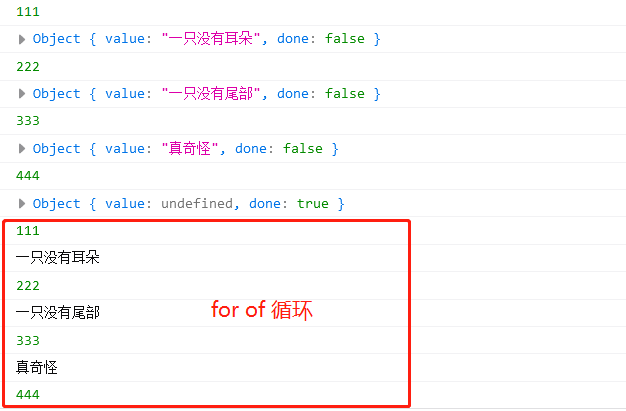 111
▶ Object { value: "一只没有耳朵", done: false }
222
▶ Object { value: "一只没有尾部", done: false }
333
▶ Object { value: "真奇怪", done: false }
444
▶ Object { value: undefined, done: true }
111
一只没有耳朵
222
一只没有尾部
for of 循环
333
真奇怪
444